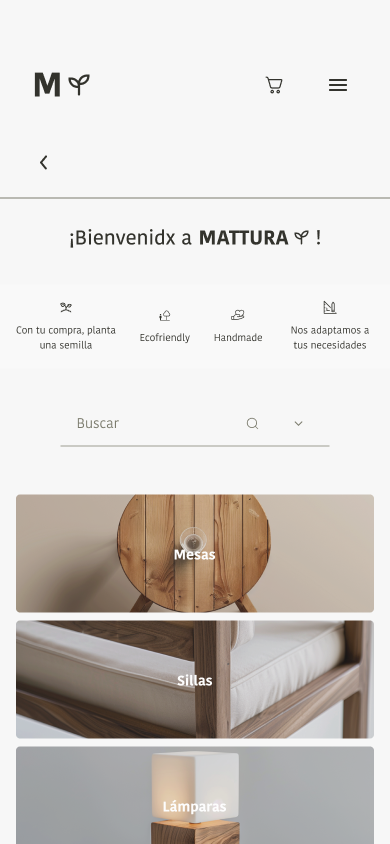 M
¡Bienvenidx a MATTURA !
Con tu compra, planta
una semilla
Ecofriendly
Handmade
Nos adaptamos a
tus necesidades
Buscar
Mesas
Sillas
Lámparas